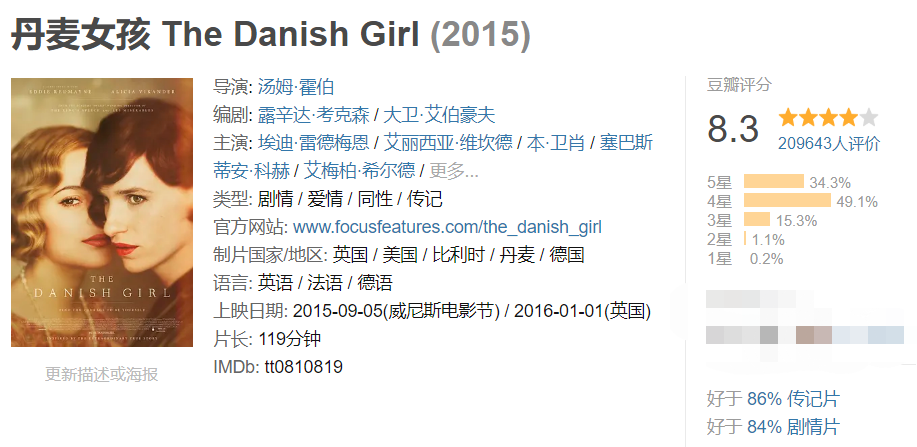 丹麦女孩 The Danish Girl (2015)
EDDIE REDMAYNE ALICIA VIKANDER
THE
DANISH GIRL
更新描述或海报
导演: 汤姆·霍伯
编剧: 露辛达·考克森 / 大卫·艾伯豪夫
主演: 埃迪·雷德梅恩 / 艾丽西亚·维坎德 / 本·卫肖 / 塞巴斯
蒂安·科赫 / 艾梅柏·希尔德 / 更多...
类型: 剧情 / 爱情 / 同性 / 传记
官方网站: www.focusfeatures.com/the_danish_girl
制片国家/地区: 英国 / 美国 / 比利时 / 丹麦 / 德国
语言: 英语 / 法语 / 德语
上映日期: 2015-09-05(威尼斯电影节) / 2016-01-01(英国)
片长: 119分钟
IMDb: tt0810819
豆瓣评分
8.3
209643人评价
5星 34.3%
4星 49.1%
3星 15.3%
2星 1.1%
1星 0.2%
好于 86% 传记片
好于 84% 剧情片